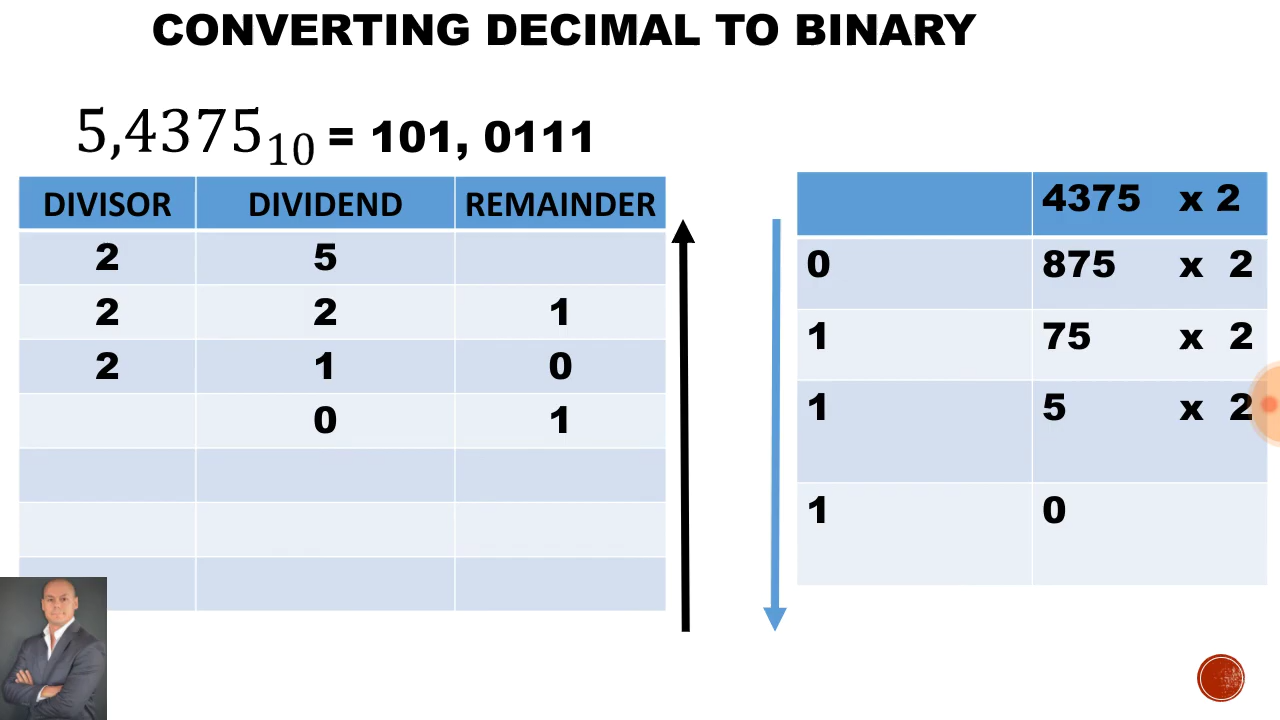 CONVERTING DECIMAL TO BINARY
5,4375₁₀ = 101, 0111
DIVISOR DIVIDEND REMAINDER
2 5
2 2 1
2 1 0
0 1
4375 x 2
0 875 x 2
1 75 x 2
1 5 x 2
1 0